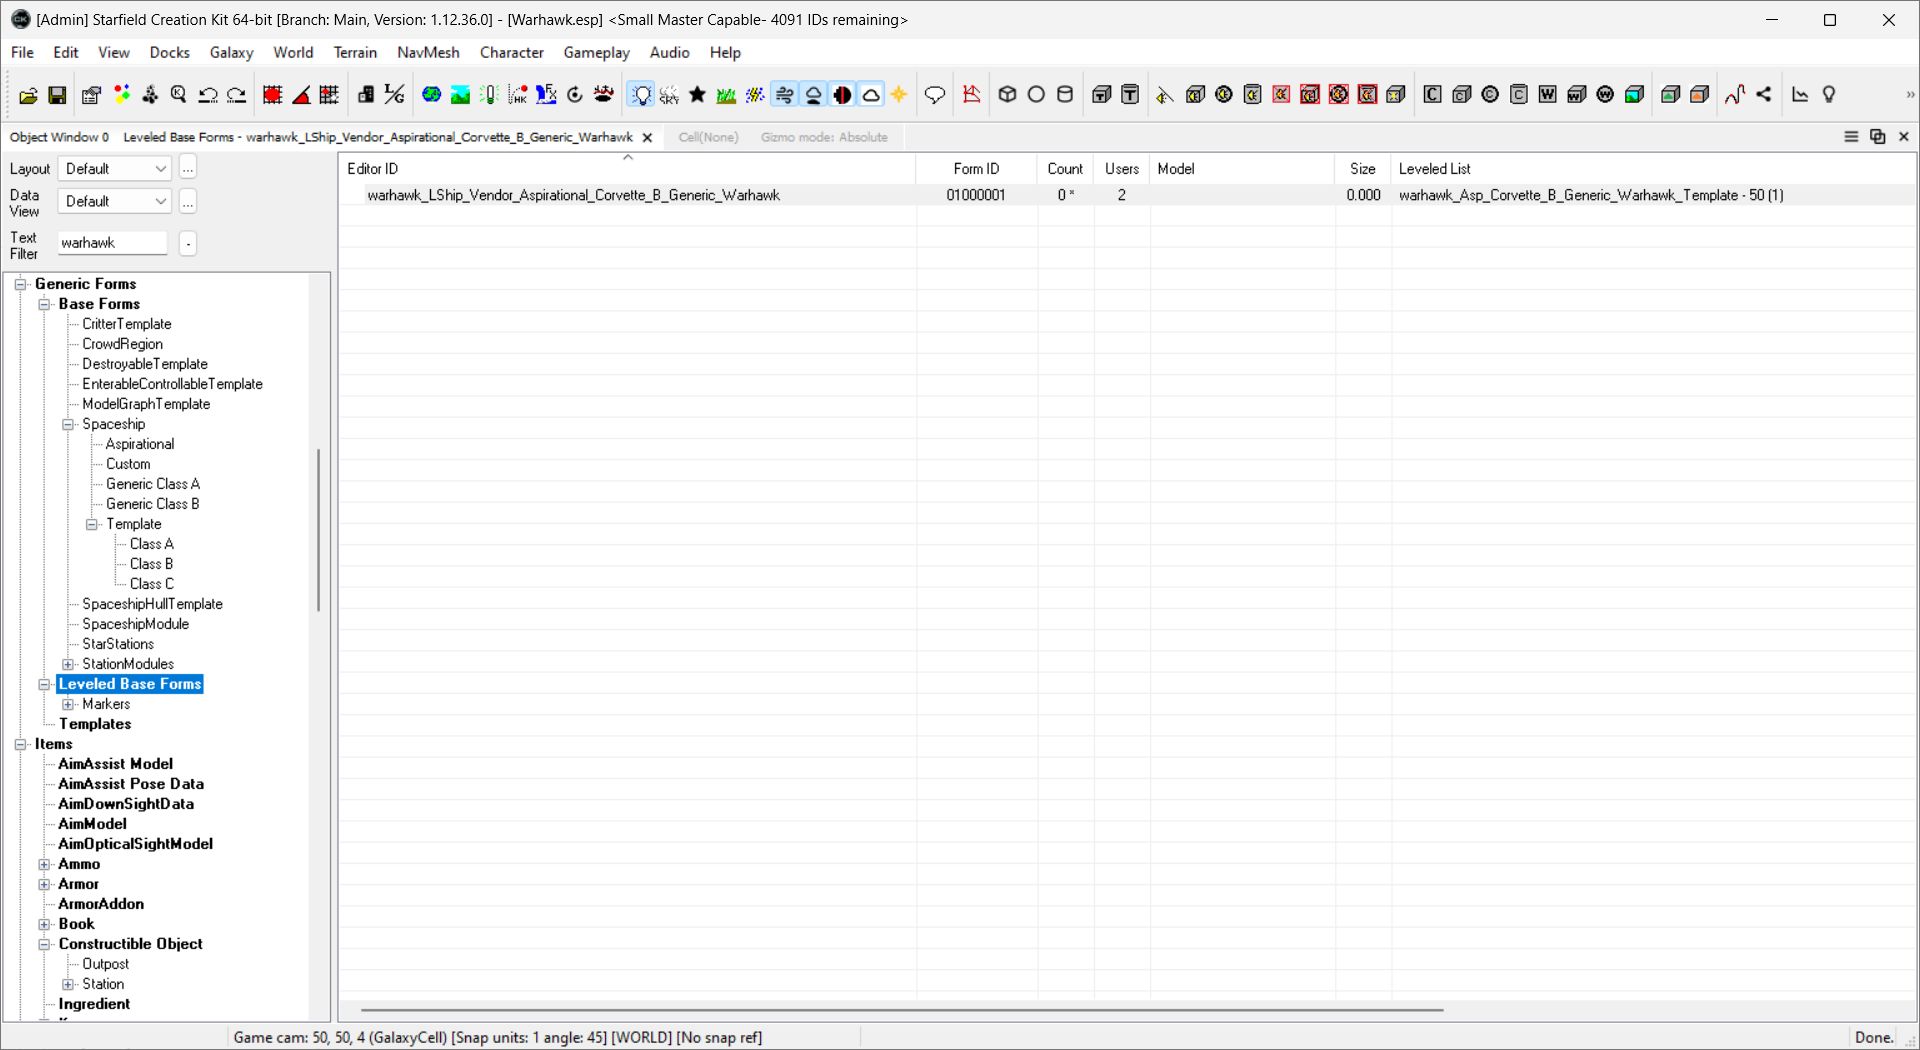 [Admin] Starfield Creation Kit 64-bit [Branch: Main, Version: 1.12.36.0] - [Warhawk.esp] <Small Master Capable- 4091 IDs remaining>
File Edit View Docks Galaxy World Terrain NavMesh Character Gameplay Audio Help
Object Window 0 Leveled Base Forms - warhawk_LShip_Vendor_Aspirational_Corvette_B_Generic_Warhawk Cell(None) Gizmo mode: Absolute
Layout Default ...
Data View Default ...
Text Filter warhawk -
Editor ID Form ID Count Users Model Size Leveled List
warhawk_LShip_Vendor_Aspirational_Corvette_B_Generic_Warhawk 01000001 0 * 2 0.000 warhawk_Asp_Corvette_B_Generic_Warhawk_Template - 50 (1)
Generic Forms
Base Forms
CritterTemplate
CrowdRegion
DestroyableTemplate
EnterableControllableTemplate
ModelGraphTemplate
Spaceship
Aspirational
Custom
Generic Class A
Generic Class B
Template
Class A
Class B
Class C
SpaceshipHullTemplate
SpaceshipModule
StarStations
StationModules
Leveled Base Forms
Markers
Templates
Items
AimAssist Model
AimAssist Pose Data
AimDownSightData
AimModel
AimOpticalSightModel
Ammo
Armor
ArmorAddon
Book
Constructible Object
Outpost
Station
Ingredient
Game cam: 50, 50, 4 (GalaxyCell) [Snap units: 1 angle: 45] [WORLD] [No snap ref]
Done.